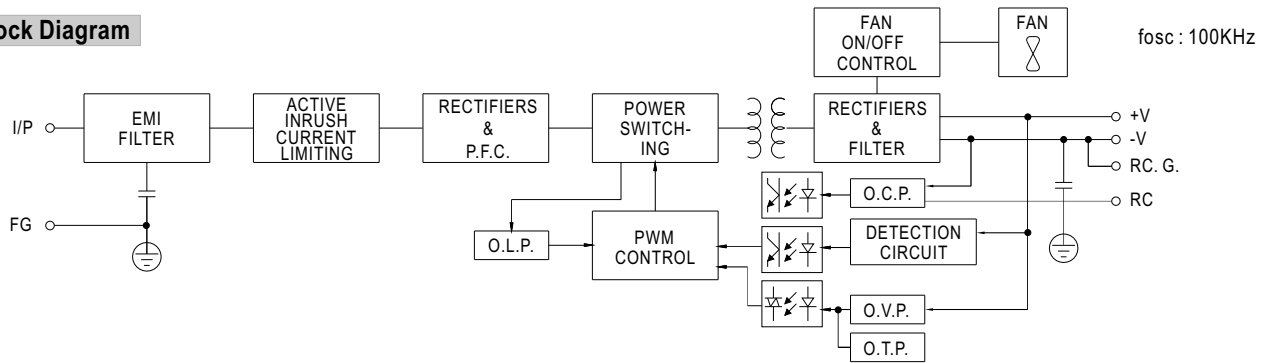 ock Diagram
fosc : 100KHz
FAN
ON/OFF
CONTROL
FAN
I/P
EMI
FILTER
ACTIVE
INRUSH
CURRENT
LIMITING
RECTIFIERS
&
P.F.C.
POWER
SWITCH-
ING
RECTIFIERS
&
FILTER
+V
-V
RC. G.
RC
FG
O.L.P.
PWM
CONTROL
O.C.P.
DETECTION
CIRCUIT
O.V.P.
O.T.P.